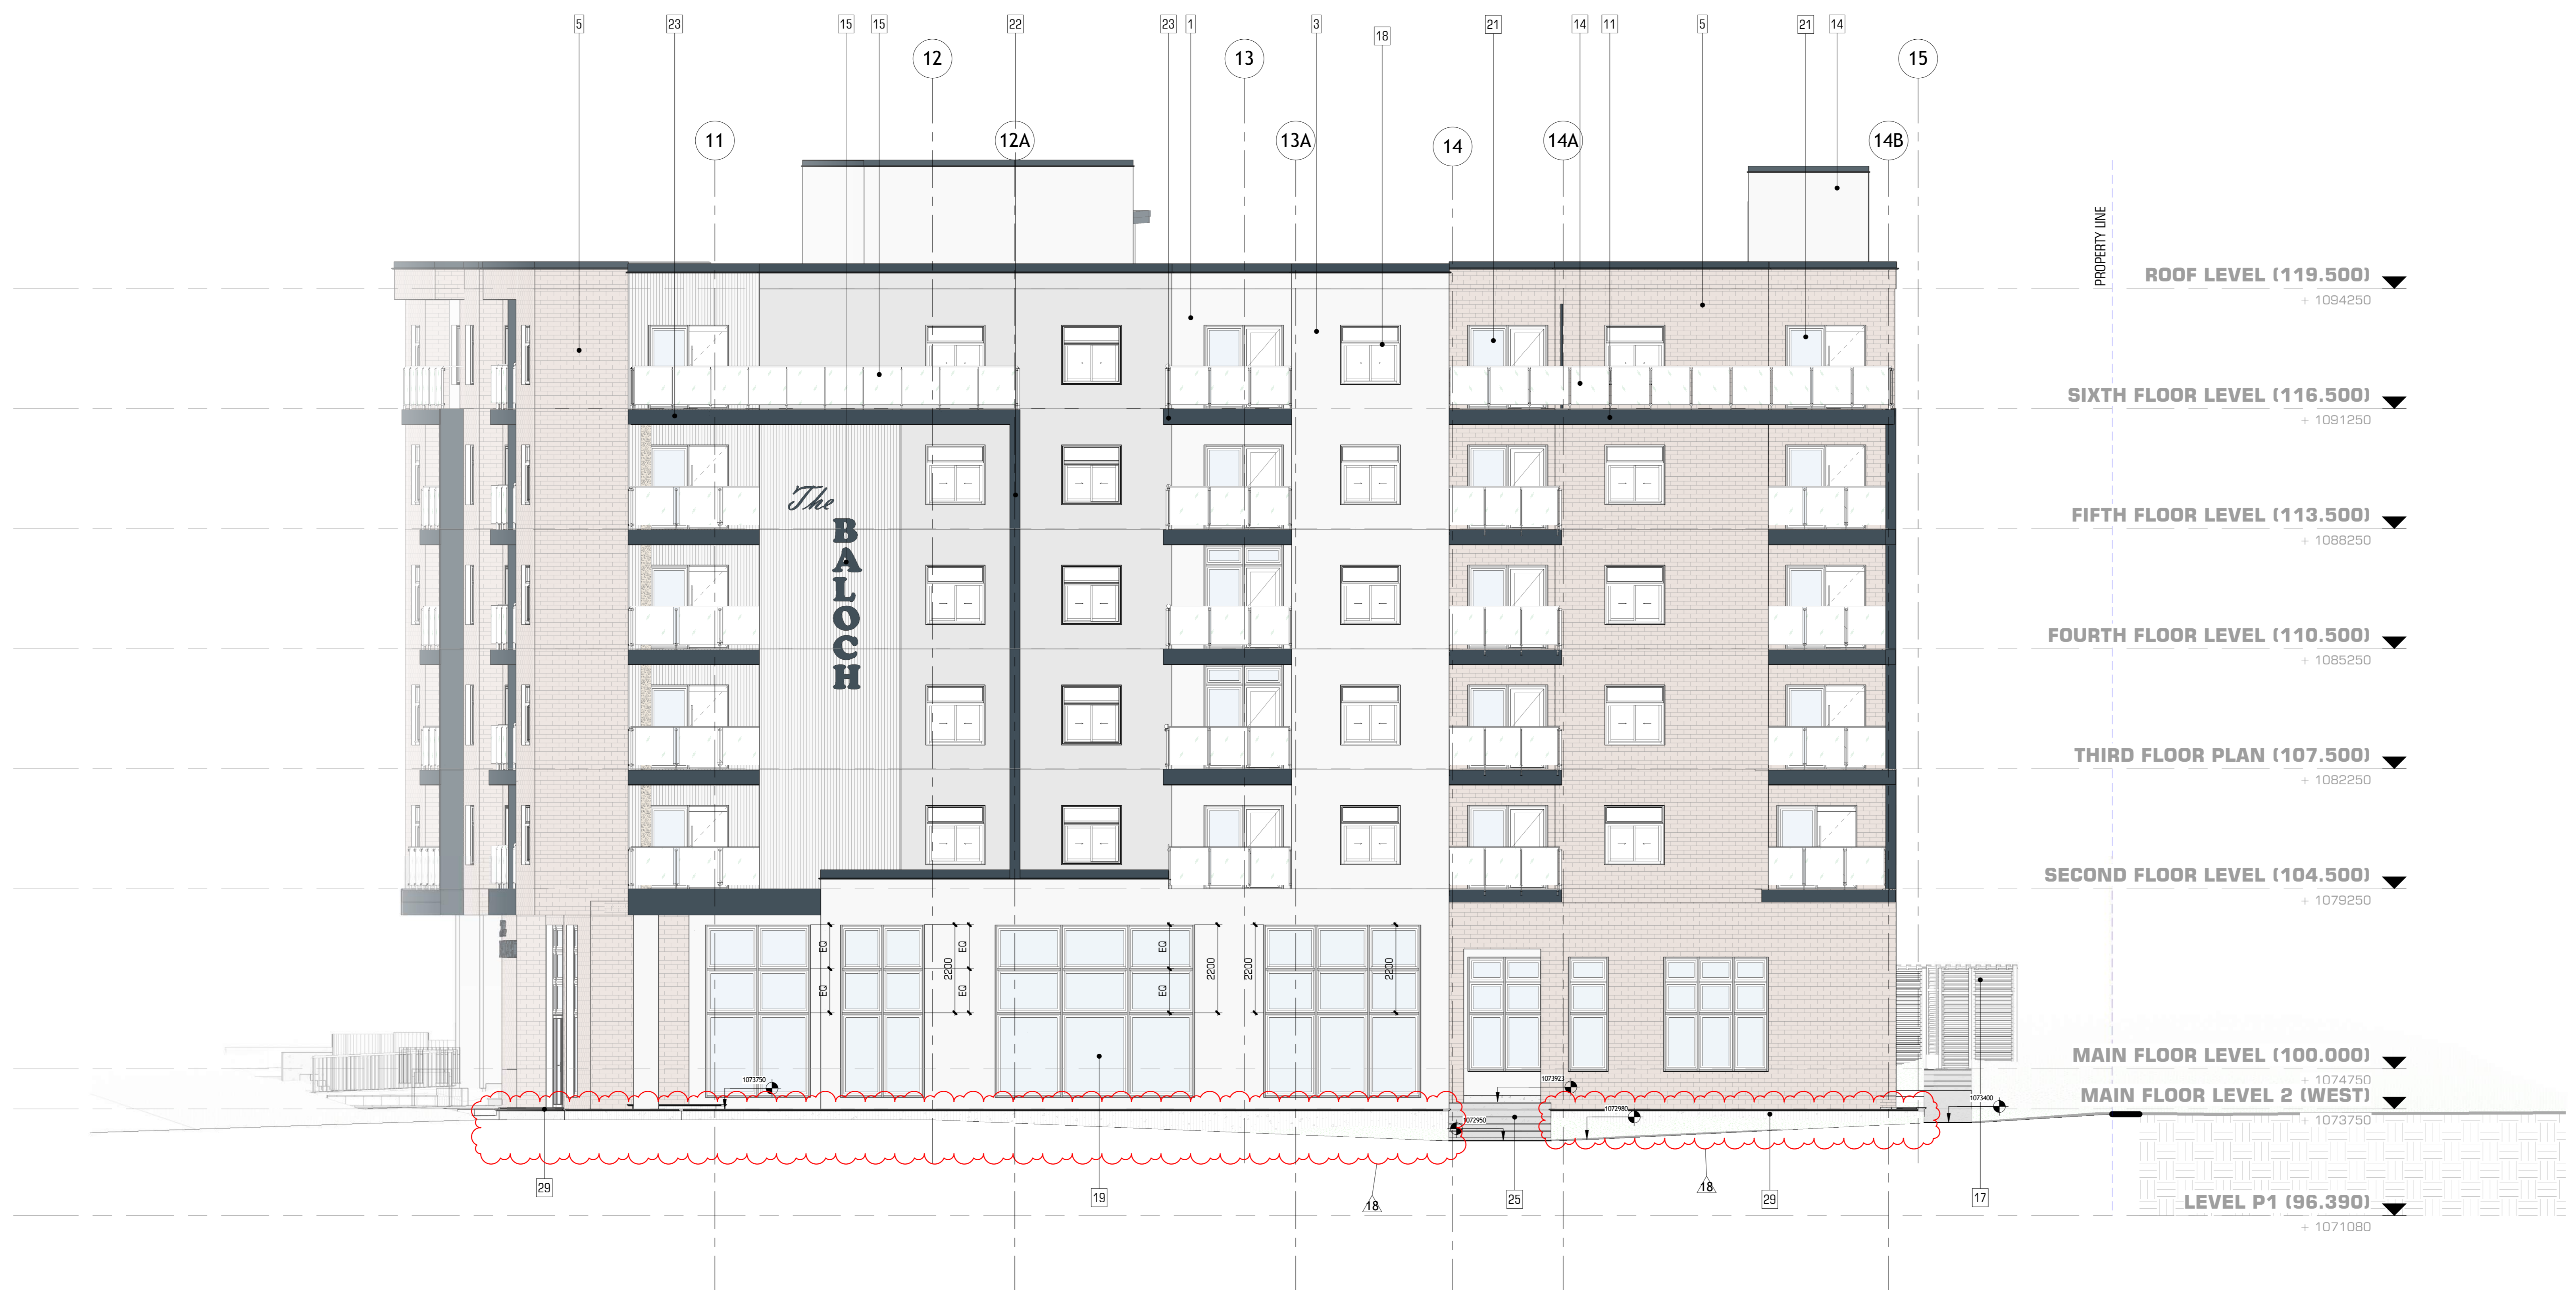 5 23 15 15 22 23 1 3 18 21 14 11 5 21 14
12 13 15
11 12A 13A 14 14A 14B
PROPERTY LINE
ROOF LEVEL (119.500)
+ 1094250
SIXTH FLOOR LEVEL (116.500)
+ 1091250
FIFTH FLOOR LEVEL (113.500)
+ 1088250
FOURTH FLOOR LEVEL (110.500)
+ 1085250
THIRD FLOOR PLAN (107.500)
+ 1082250
SECOND FLOOR LEVEL (104.500)
+ 1079250
MAIN FLOOR LEVEL (100.000)
+ 1074750
MAIN FLOOR LEVEL 2 (WEST)
+ 1073750
LEVEL P1 (96.390)
+ 1071080
The
BALOCH
EQ EQ EQ
2200 2200 2200 2200
EQ EQ EQ
1073750 1073923 1073400
1072950 1072980
29 19 18 25 18 29 17